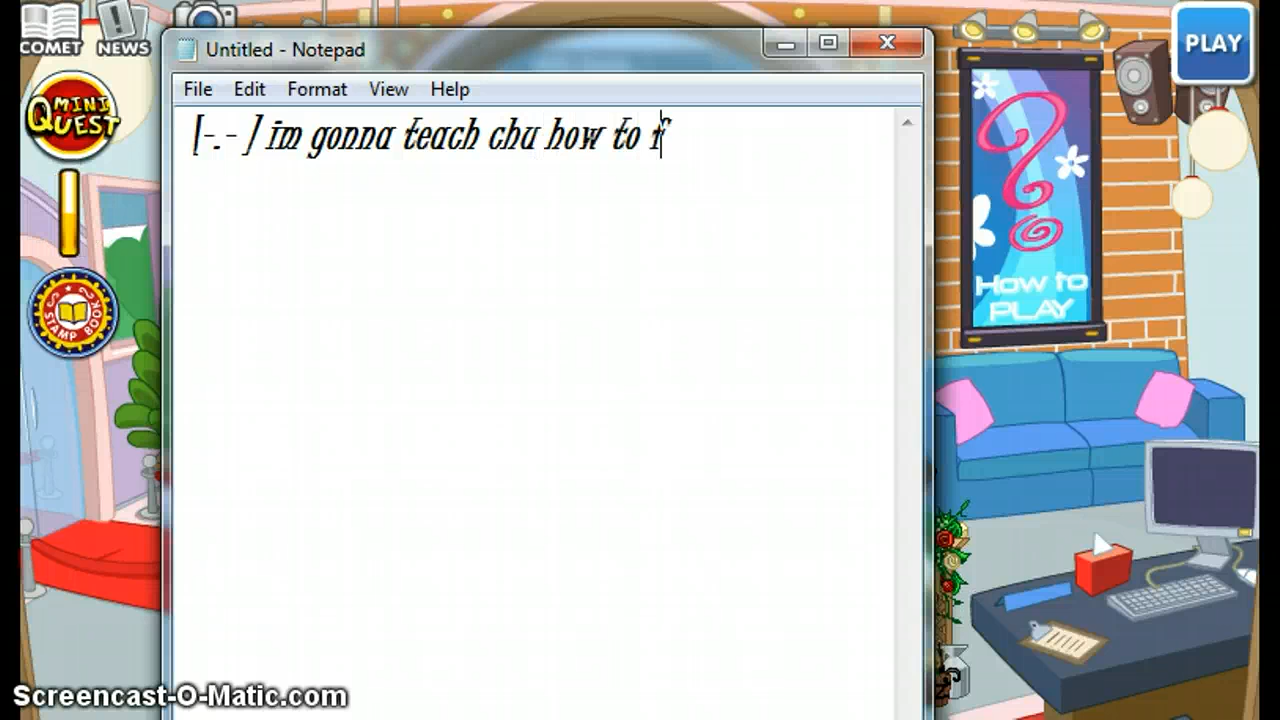 COMET NEWS
MINI
QUEST
STAMP BOOK
Untitled - Notepad
File Edit Format View Help
[-.- ] im gonna teach chu how to f
PLAY
How to
PLAY
Screencast-O-Matic.com